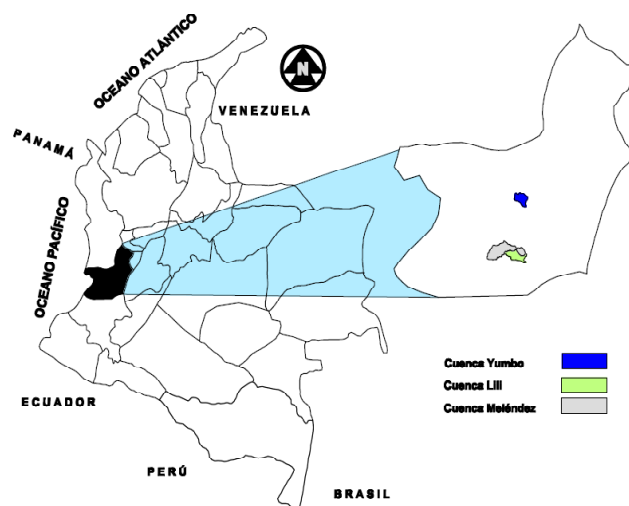 OCEANO ATLÁNTICO
N
VENEZUELA
PANAMÁ
OCEANO PACÍFICO
Cuenca Yumbo
Cuenca Lili
Cuenca Meléndez
ECUADOR
PERÚ
BRASIL